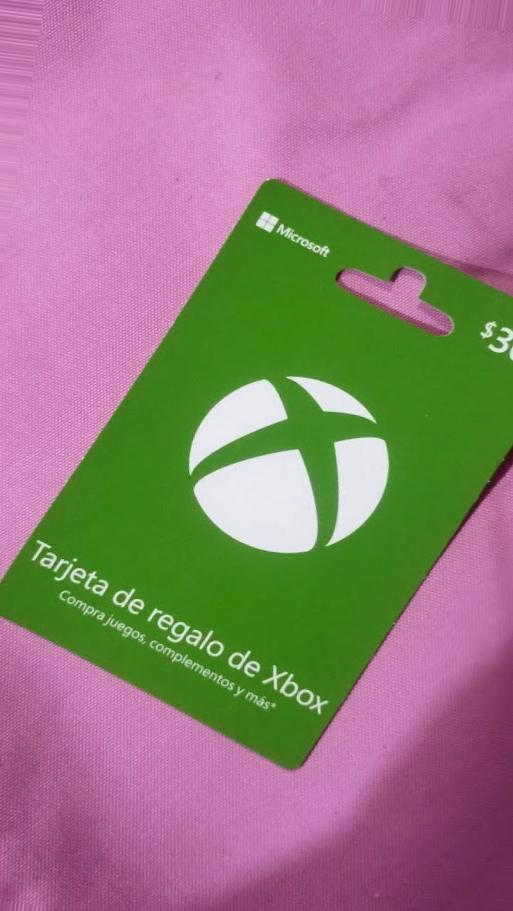 Microsoft
Tarjeta de regalo de Xbox
Compra juegos, complementos y más*